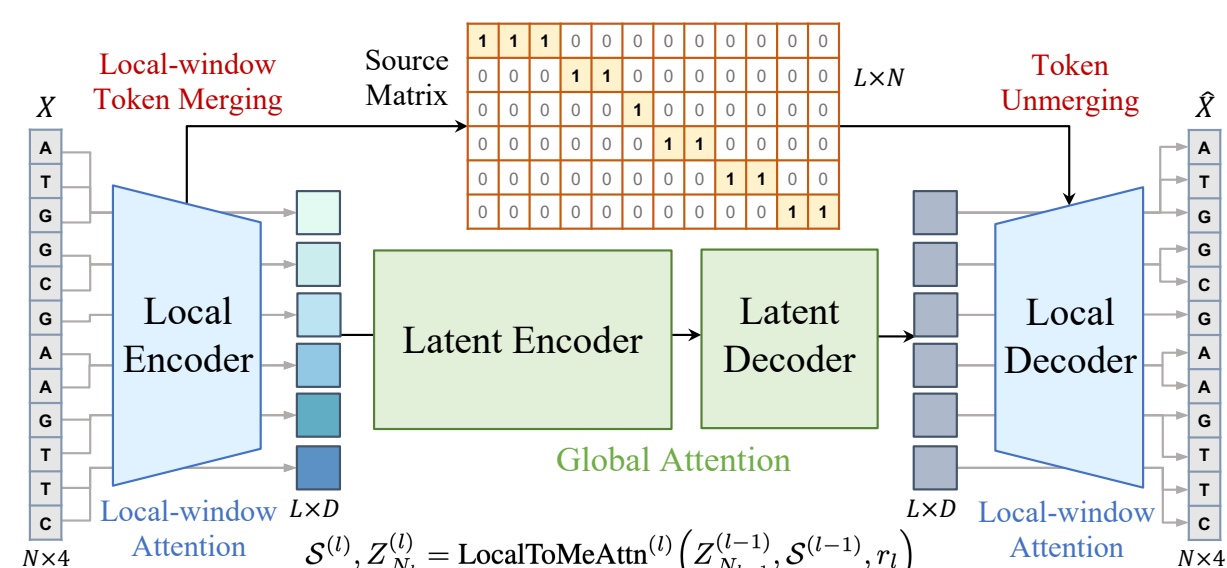 Local-window
Token Merging
Source
Matrix
1 1 1 0 0 0 0 0 0 0 0 0
0 0 0 1 1 0 0 0 0 0 0 0
0 0 0 0 0 1 0 0 0 0 0 0
0 0 0 0 0 0 1 1 0 0 0 0
0 0 0 0 0 0 0 0 1 1 0 0
0 0 0 0 0 0 0 0 0 0 1 1
L×N
Token
Unmerging
X
A
T
G
G
C
G
A
A
G
T
T
C
N×4
Local
Encoder
Local-window
Attention
L×D
Latent Encoder
Latent
Decoder
Global Attention
L×D
Local
Decoder
Local-window
Attention
X̂
A
T
G
G
C
G
A
A
G
T
T
C
N×4
𝒮^(l), Z^(l) = LocalToMeAttn^(l)(Z^(l−1), 𝒮^(l−1), r_l)